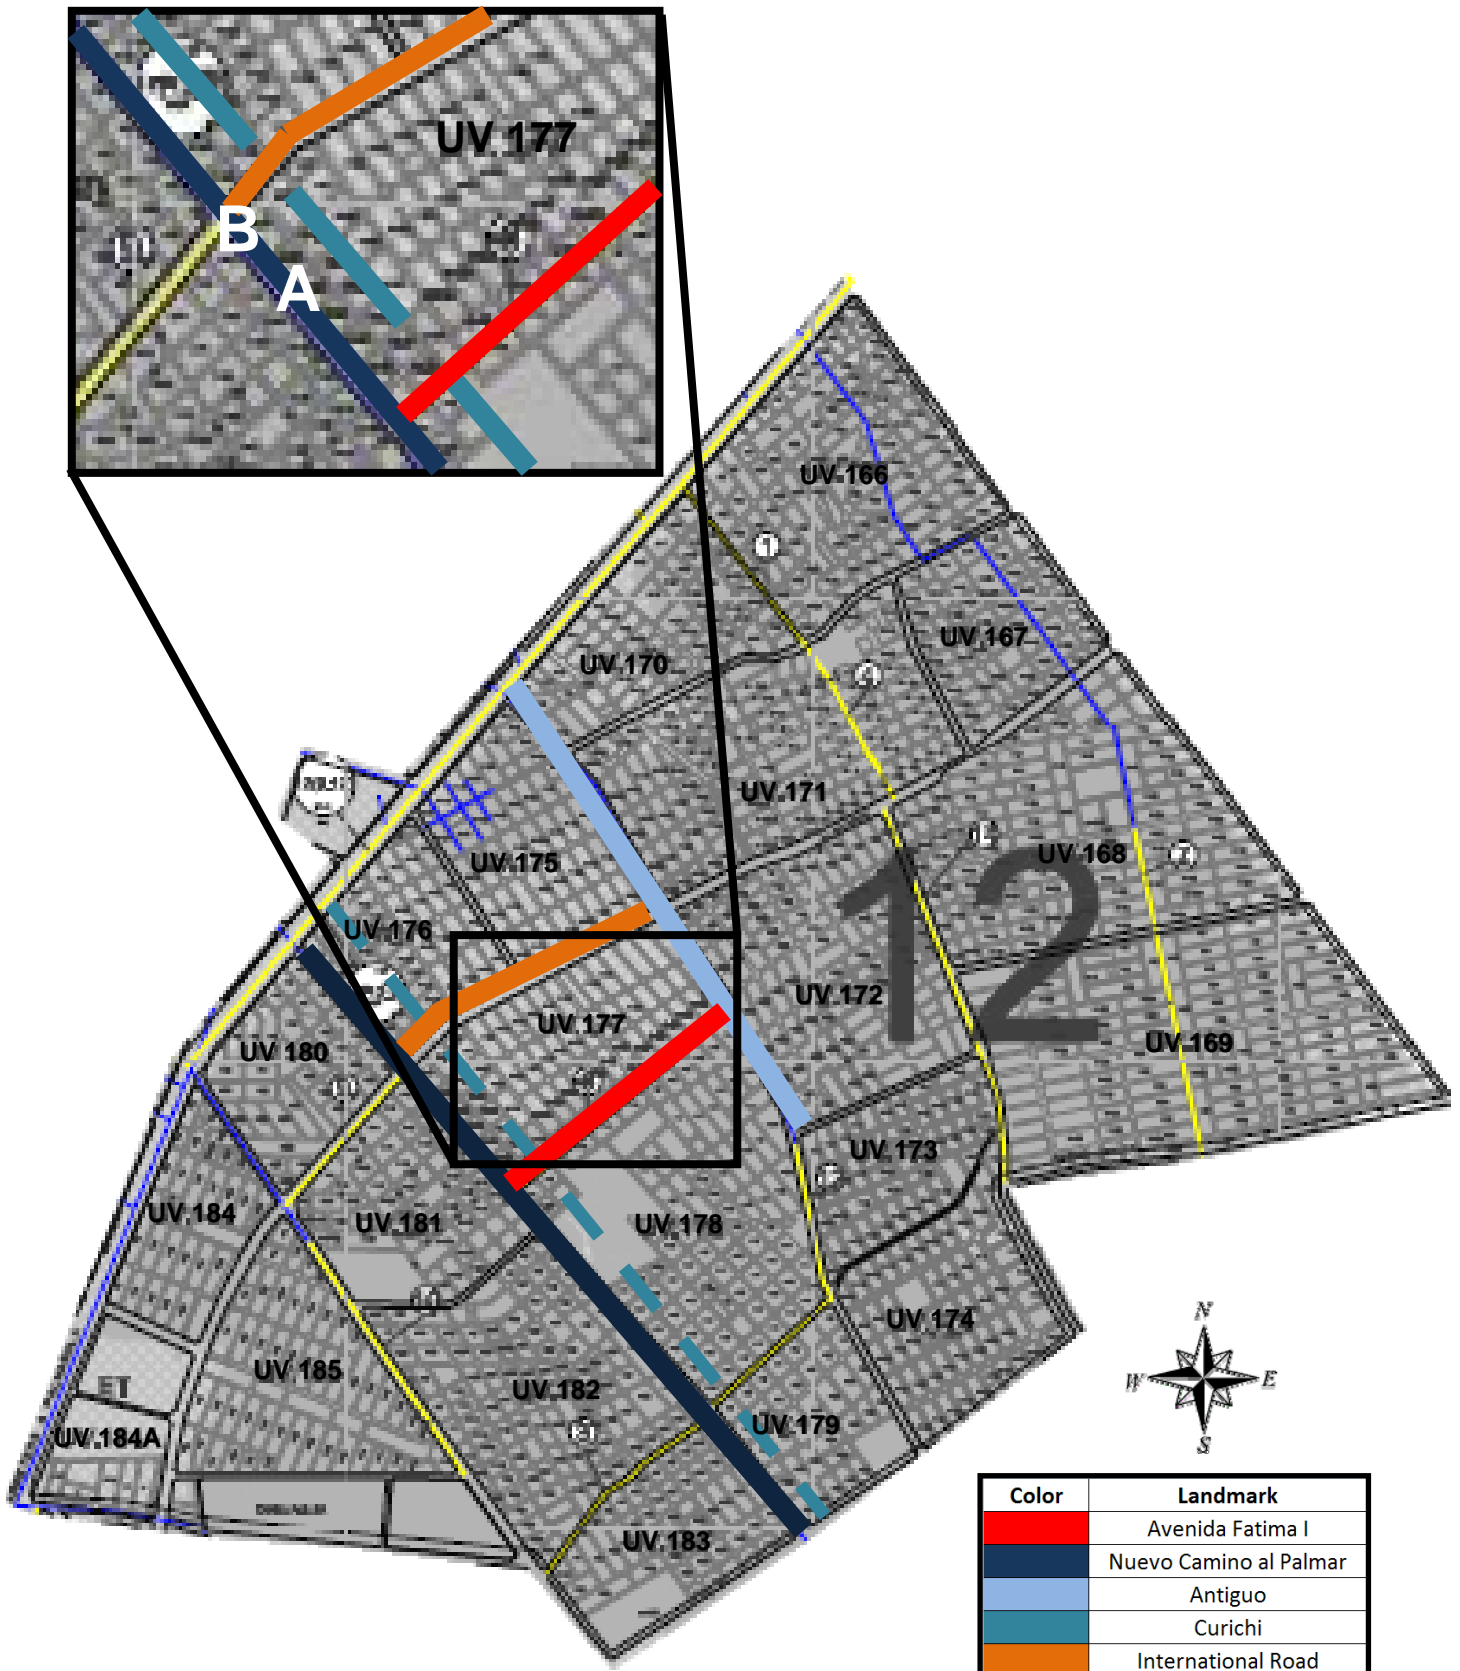 UV 177
B
A
UV 166
1
UV 167
UV 170
4
UV 171
UV 175
UV 168
7
12
UV 176
UV 172
UV 177
UV 169
UV 180
UV 173
UV 184
UV 181
UV 178
UV 174
UV 185
UV 182
ET
UV 179
UV 184A
UV 183
N
W E
S
Color Landmark
Avenida Fatima I
Nuevo Camino al Palmar
Antiguo
Curichi
International Road